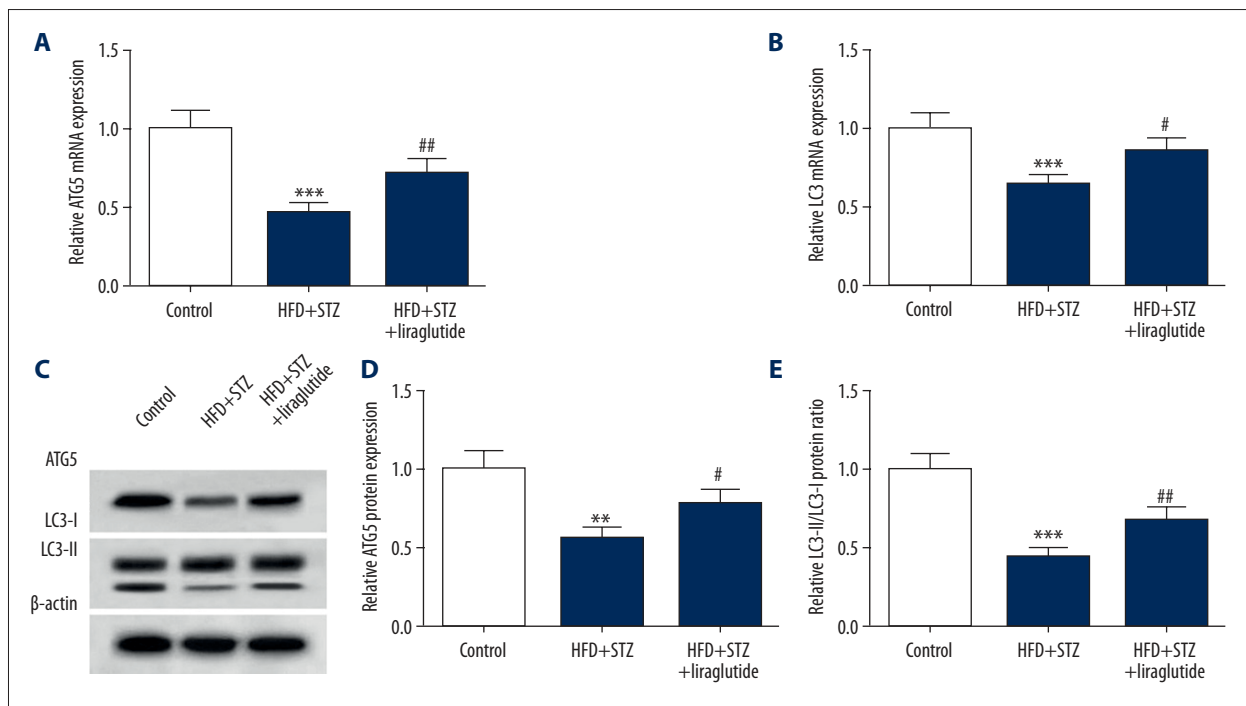 A
Relative ATG5 mRNA expression
1.5
1.0
0.5
0.0
***
##
Control
HFD+STZ
HFD+STZ
+liraglutide
B
Relative LC3 mRNA expression
1.5
1.0
0.5
0.0
***
#
Control
HFD+STZ
HFD+STZ
+liraglutide
C
Control
HFD+STZ
HFD+STZ
+liraglutide
ATG5
LC3-I
LC3-II
β-actin
D
Relative ATG5 protein expression
1.5
1.0
0.5
0.0
**
#
Control
HFD+STZ
HFD+STZ
+liraglutide
E
Relative LC3-II/LC3-I protein ratio
1.5
1.0
0.5
0.0
***
##
Control
HFD+STZ
HFD+STZ
+liraglutide